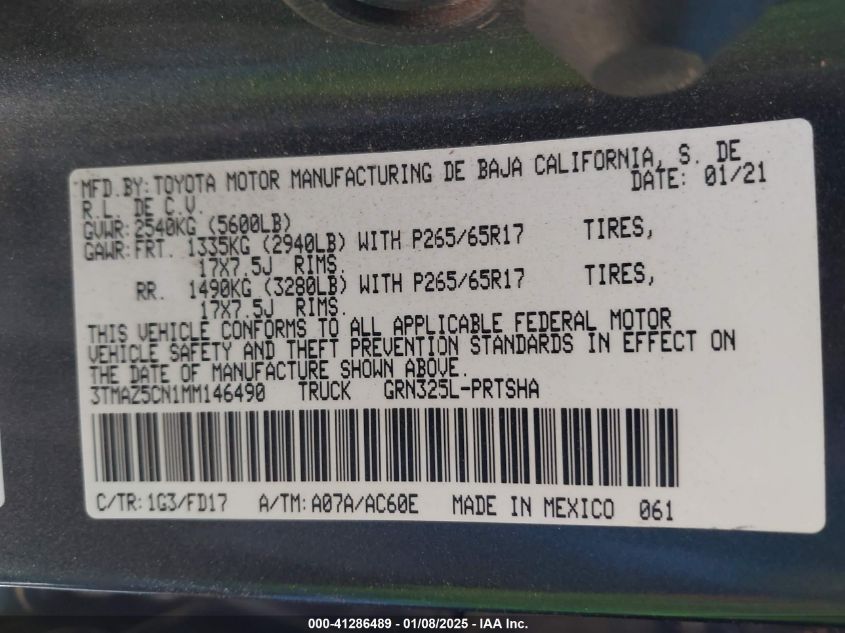 MFD.BY:TOYOTA MOTOR MANUFACTURING DE BAJA CALIFORNIA, S. DE
R.L. DE C.V. DATE: 01/21
GVWR:2540KG (5600LB)
GAWR:FRT. 1335KG (2940LB) WITH P265/65R17 TIRES,
17X7.5J RIMS.
RR. 1490KG (3280LB) WITH P265/65R17 TIRES,
17X7.5J RIMS.
THIS VEHICLE CONFORMS TO ALL APPLICABLE FEDERAL MOTOR
VEHICLE SAFETY AND THEFT PREVENTION STANDARDS IN EFFECT ON
THE DATE OF MANUFACTURE SHOWN ABOVE.
3TMAZ5CN1MM146490 TRUCK GRN325L-PRTSHA
C/TR:1G3/FD17 A/TM:A07A/AC60E MADE IN MEXICO 061
000-41286489 - 01/08/2025 - IAA Inc.